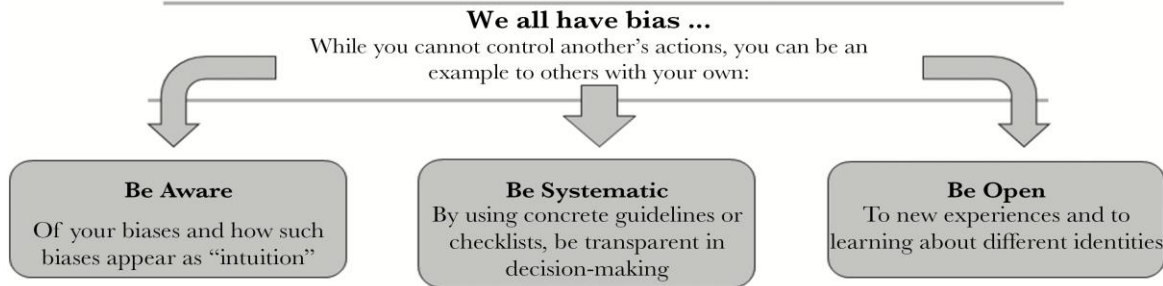 We all have bias ...
While you cannot control another’s actions, you can be an
example to others with your own:
Be Aware
Of your biases and how such
biases appear as “intuition”
Be Systematic
By using concrete guidelines or
checklists, be transparent in
decision-making
Be Open
To new experiences and to
learning about different identities